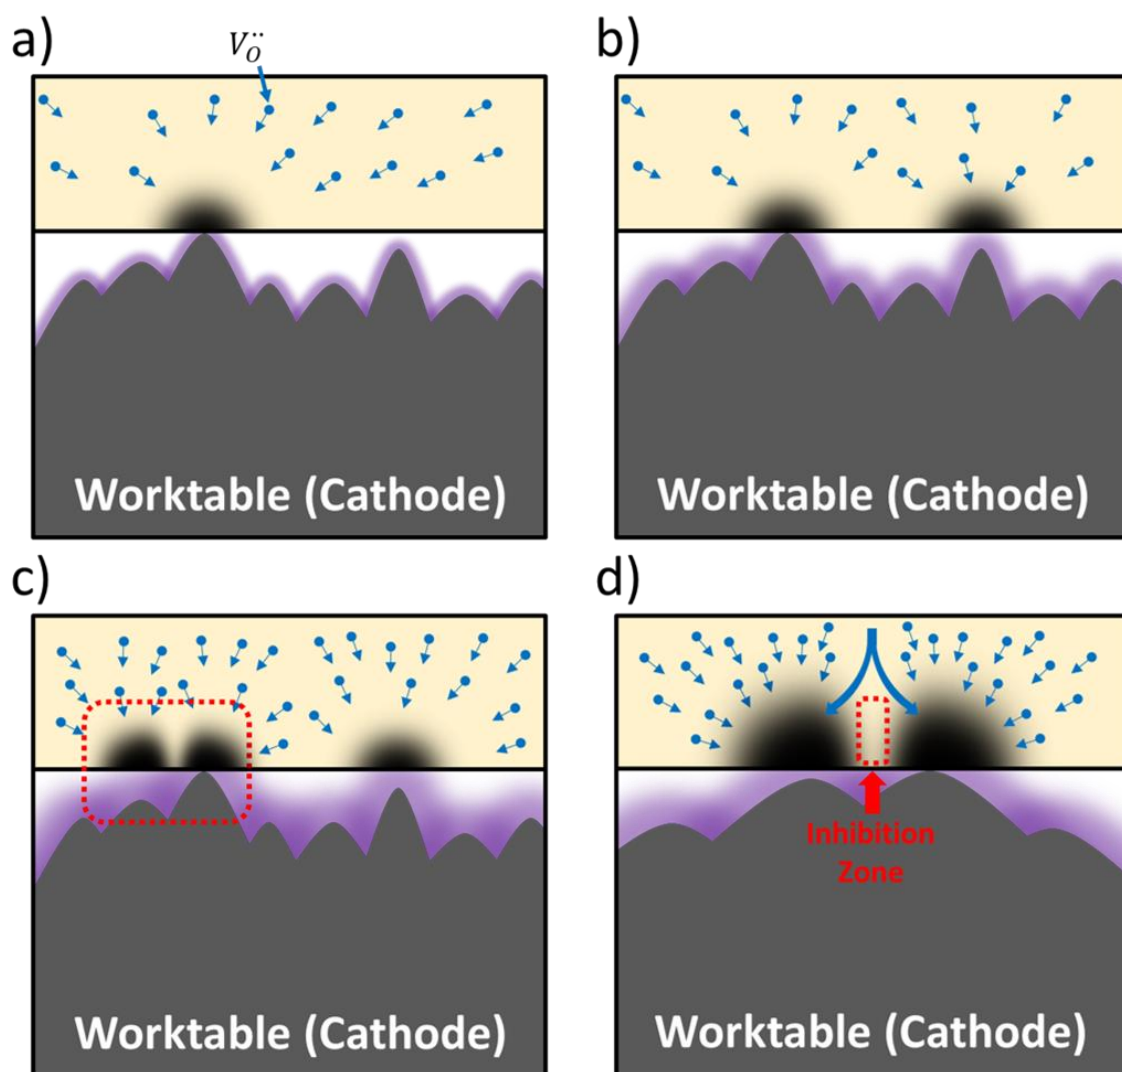 a)
V_O^{··}
Worktable (Cathode)
b)
Worktable (Cathode)
c)
Worktable (Cathode)
d)
Inhibition
Zone
Worktable (Cathode)